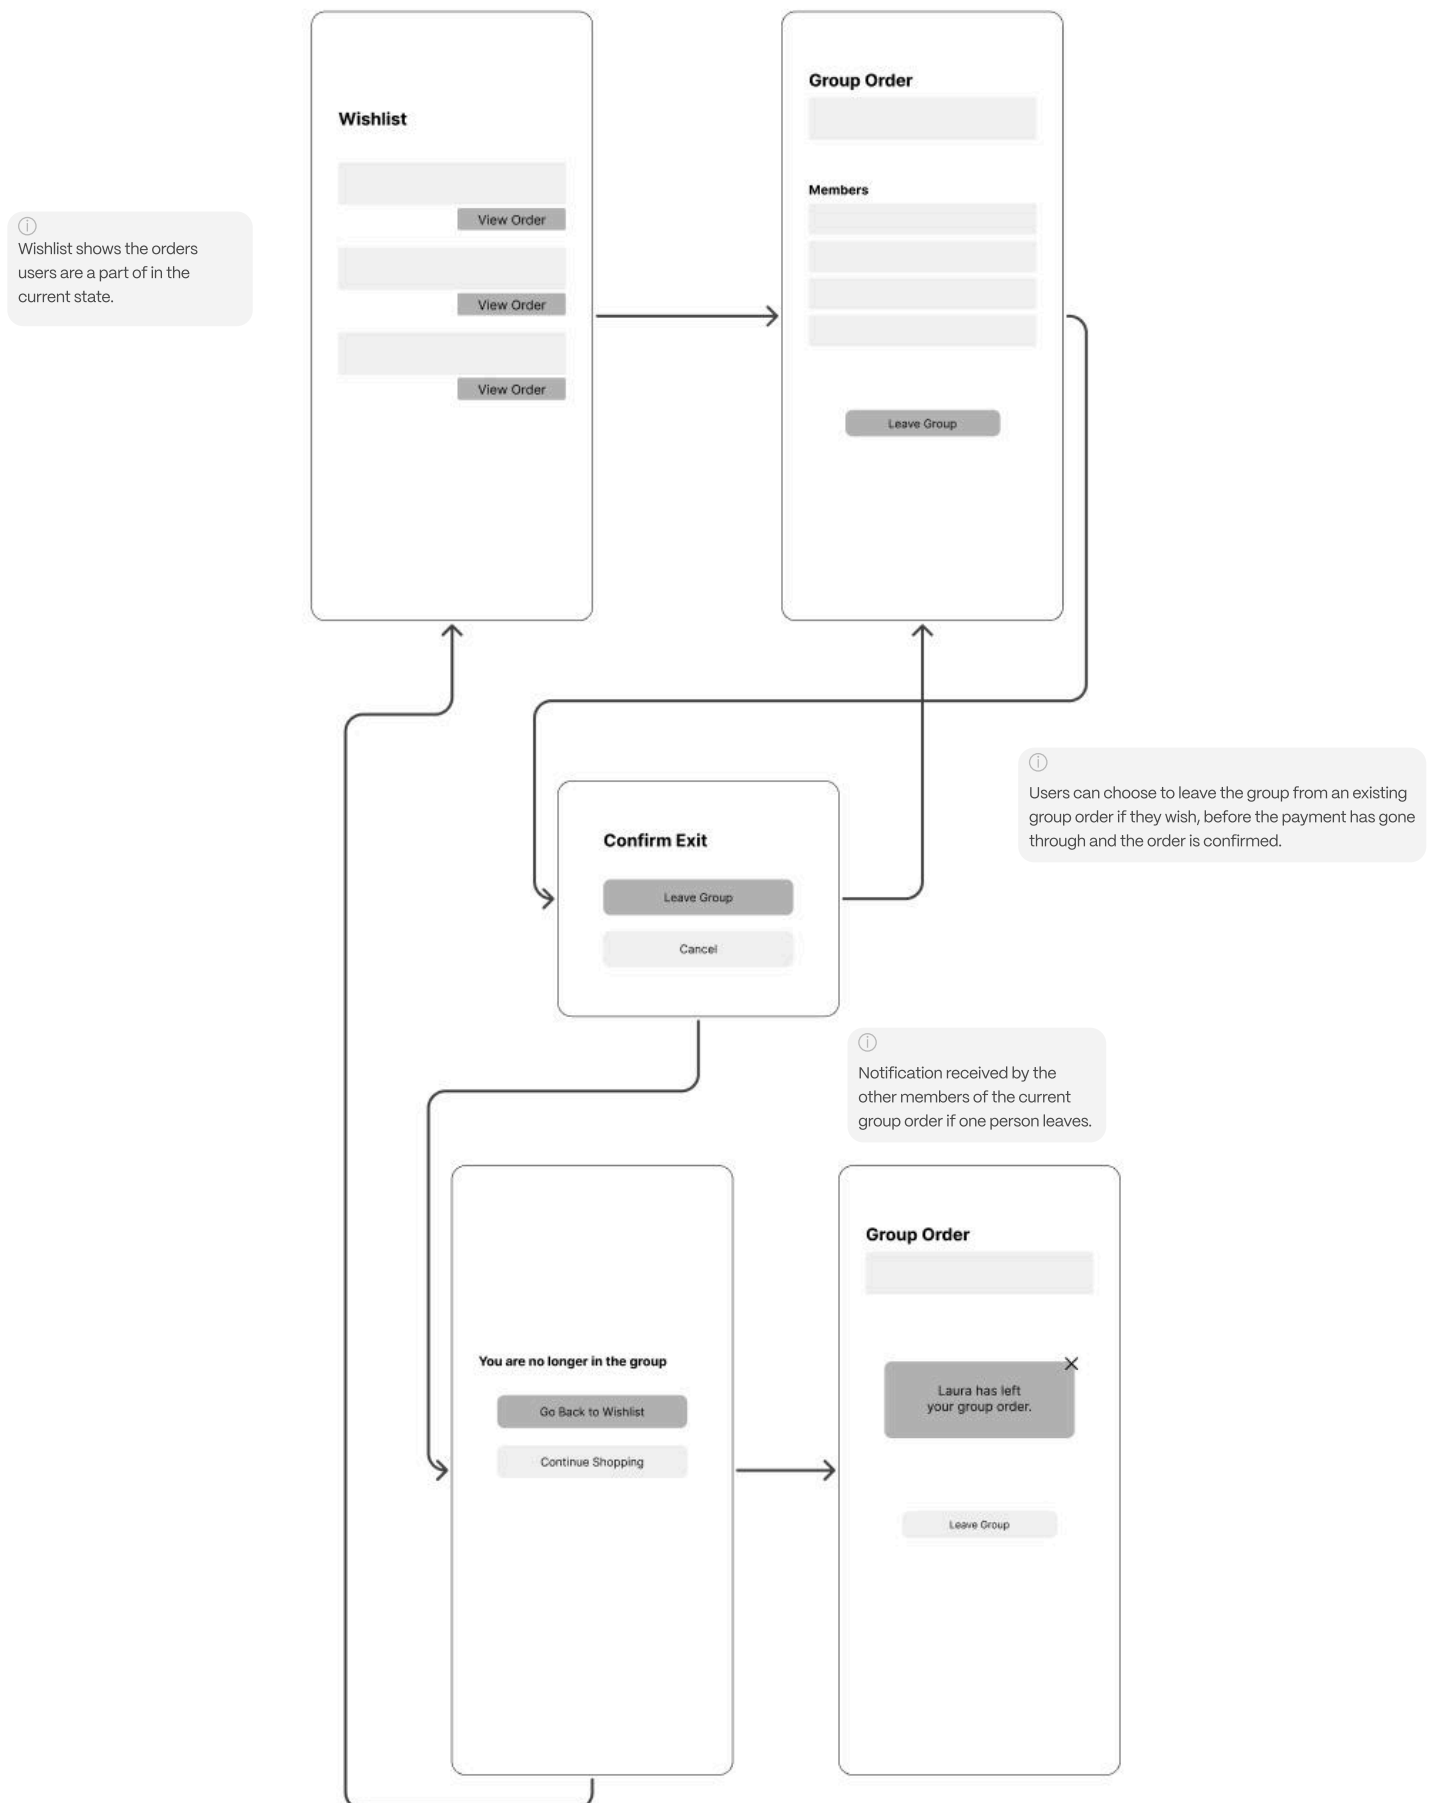 Wishlist
View Order
View Order
View Order
Wishlist shows the orders
users are a part of in the
current state.
Group Order
Members
Leave Group
Confirm Exit
Leave Group
Cancel
Users can choose to leave the group from an existing
group order if they wish, before the payment has gone
through and the order is confirmed.
Notification received by the
other members of the current
group order if one person leaves.
You are no longer in the group
Go Back to Wishlist
Continue Shopping
Group Order
Laura has left
your group order.
Leave Group